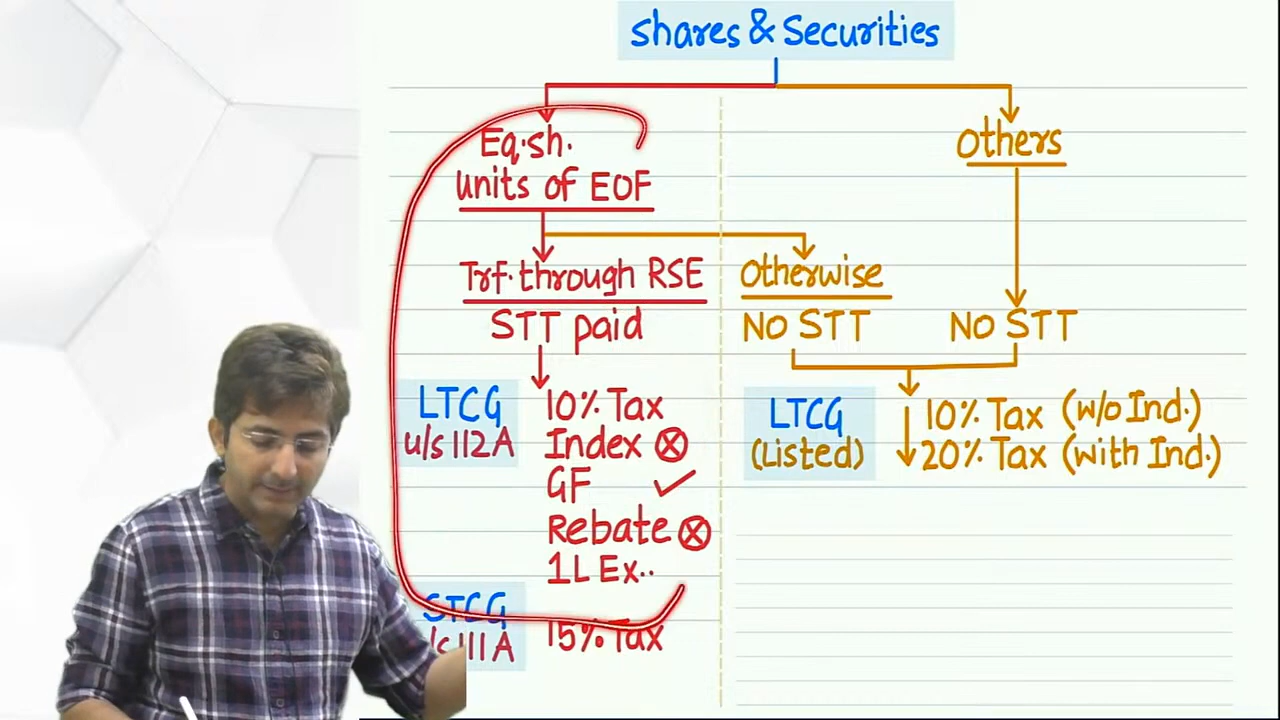 shares & Securities
Eq.sh.
units of EOF
Others
Trf. through RSE
Otherwise
STT paid
NO STT
NO STT
LTCG
u/s 112A
10% Tax
Index ⊗
GF ✓
Rebate ⊗
1L Ex..
LTCG
(Listed)
10% Tax (w/o Ind.)
20% Tax (with Ind.)
STCG
/s 111A
15% Tax